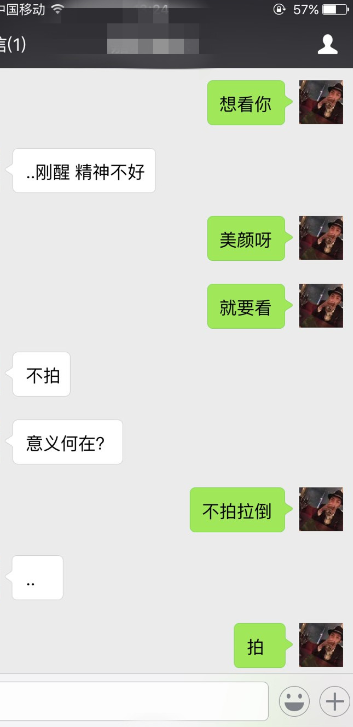 中国移动 57%
信(1)
想看你
..刚醒 精神不好
美颜呀
就要看
不拍
意义何在?
不拍拉倒
..
拍